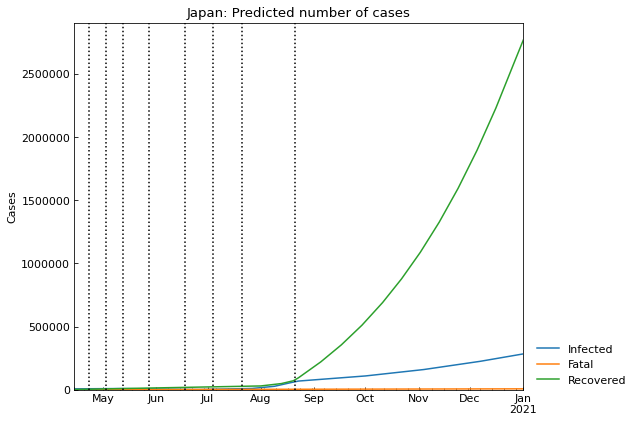 Japan: Predicted number of cases
Cases
2500000
2000000
1500000
1000000
500000
0
May Jun Jul Aug Sep Oct Nov Dec Jan
2021
Infected
Fatal
Recovered